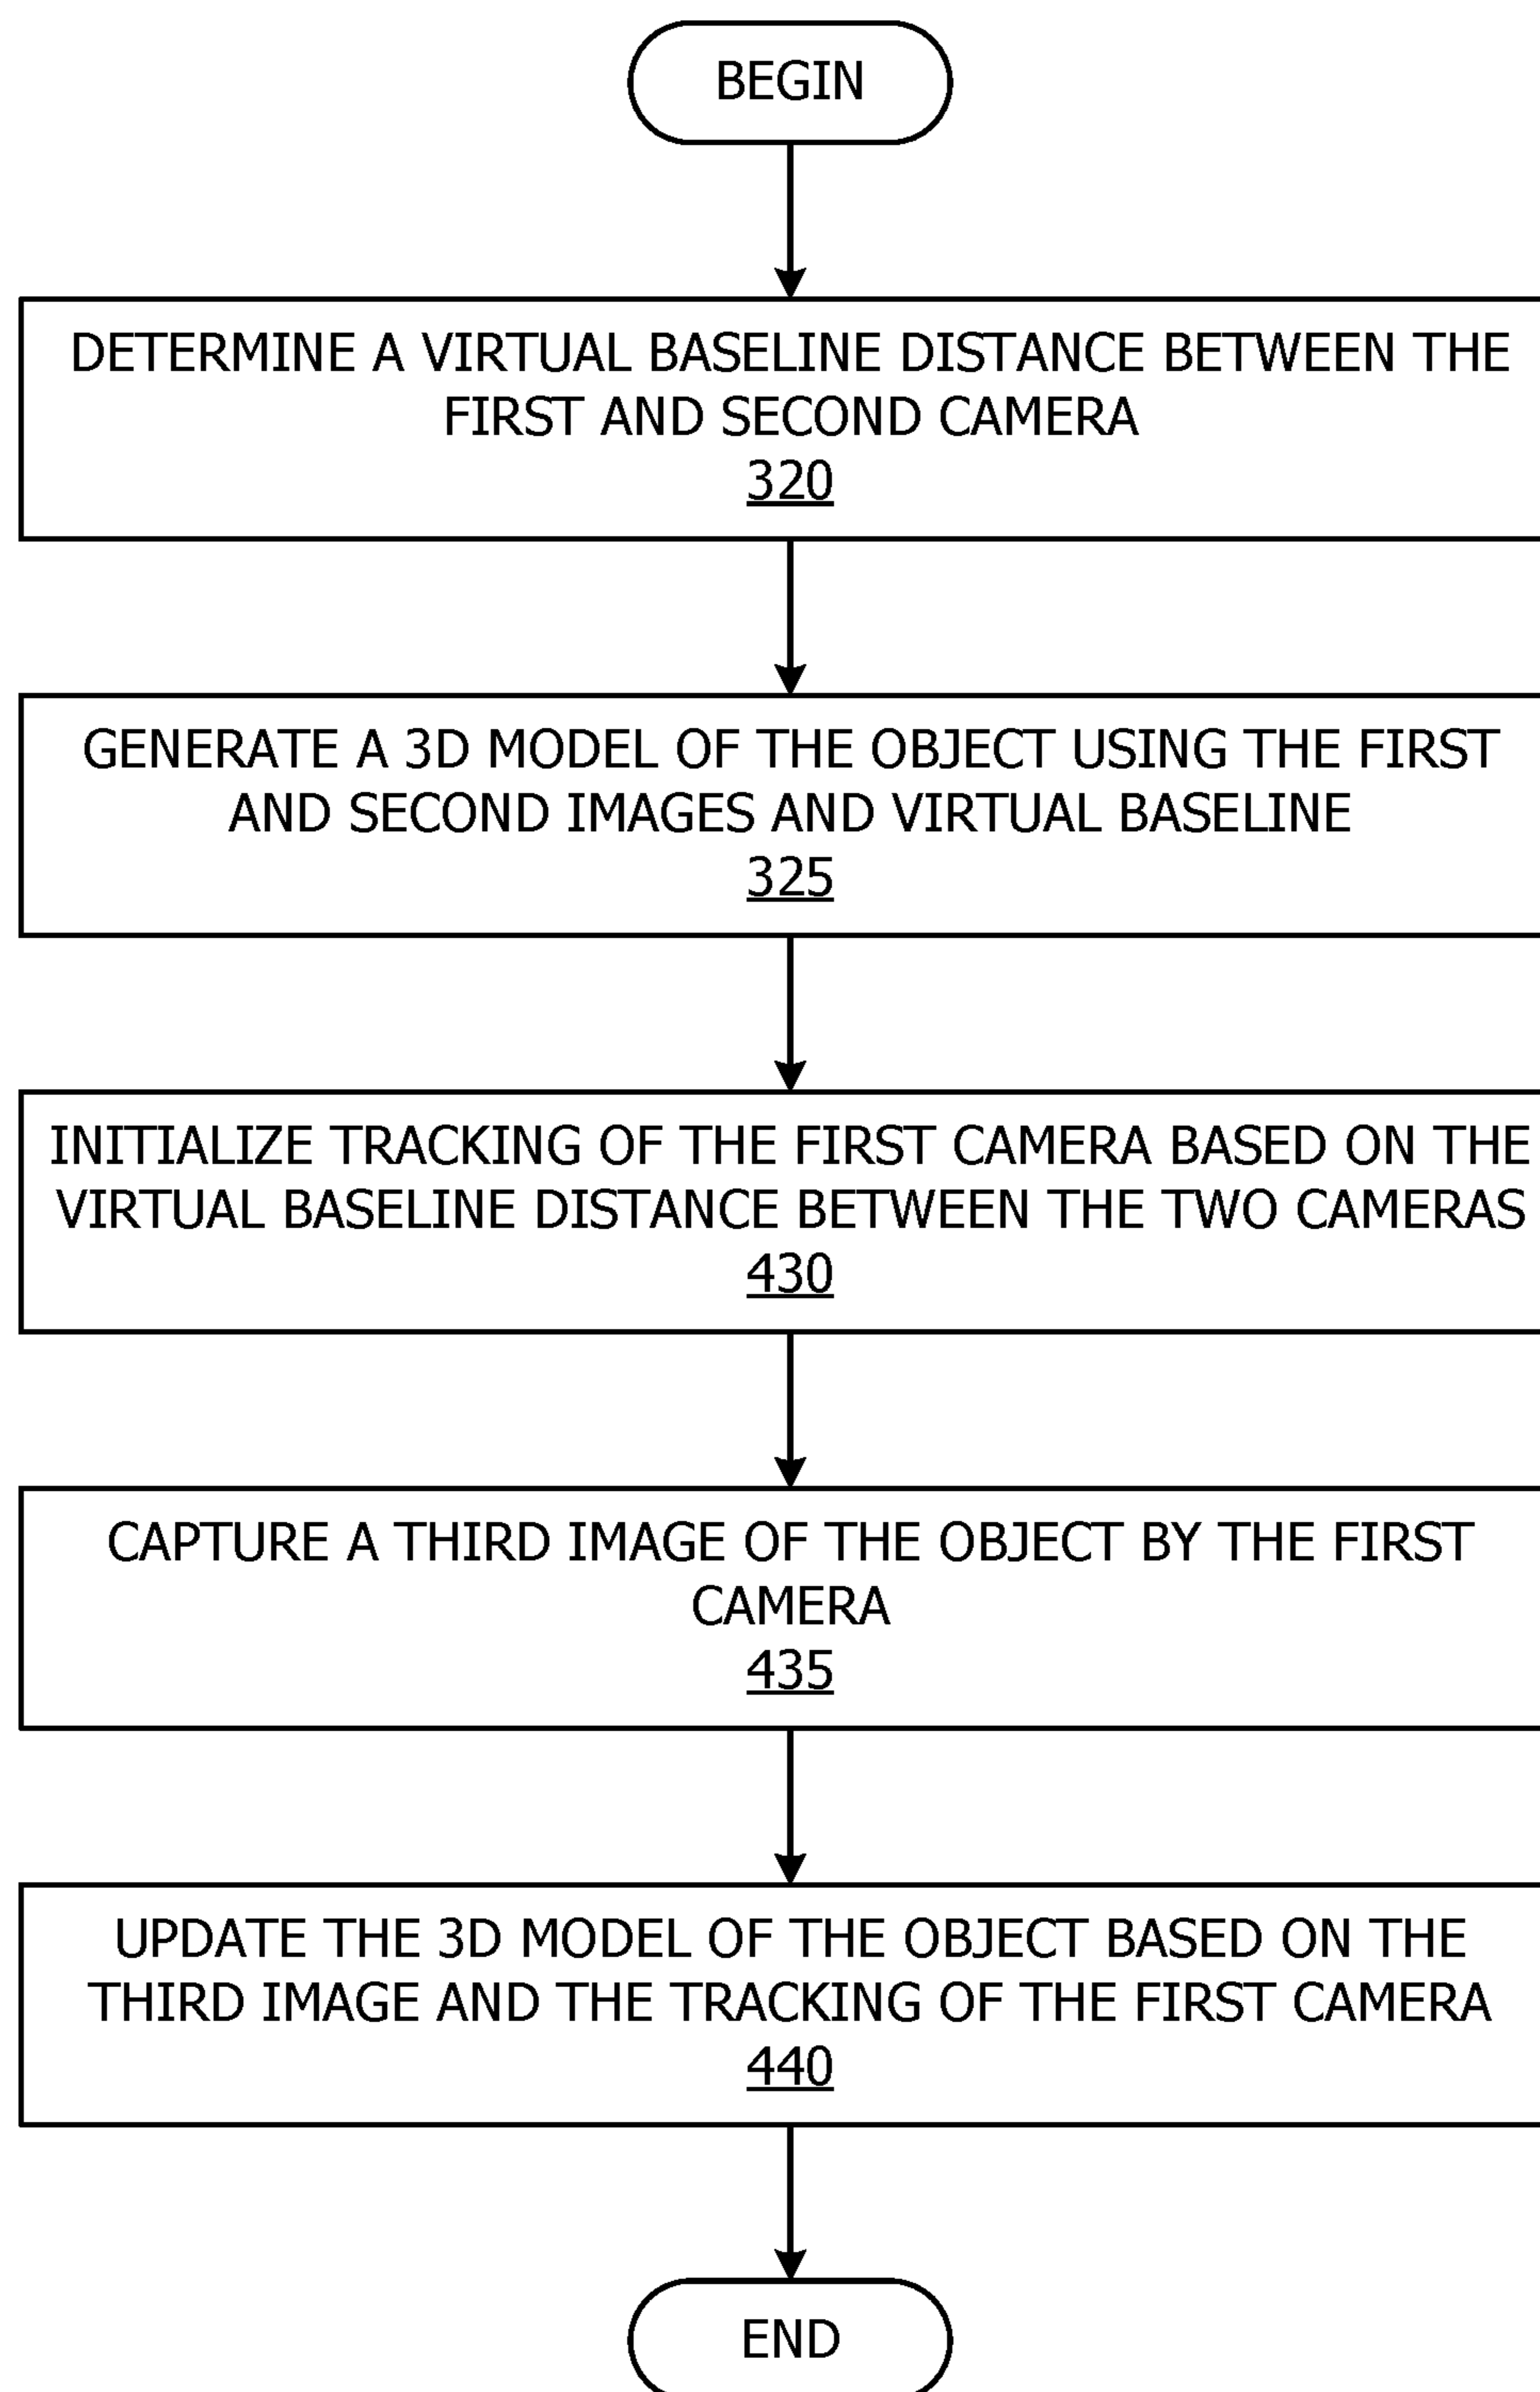 BEGIN
DETERMINE A VIRTUAL BASELINE DISTANCE BETWEEN THE
FIRST AND SECOND CAMERA
320
GENERATE A 3D MODEL OF THE OBJECT USING THE FIRST
AND SECOND IMAGES AND VIRTUAL BASELINE
325
INITIALIZE TRACKING OF THE FIRST CAMERA BASED ON THE
VIRTUAL BASELINE DISTANCE BETWEEN THE TWO CAMERAS
430
CAPTURE A THIRD IMAGE OF THE OBJECT BY THE FIRST
CAMERA
435
UPDATE THE 3D MODEL OF THE OBJECT BASED ON THE
THIRD IMAGE AND THE TRACKING OF THE FIRST CAMERA
440
END